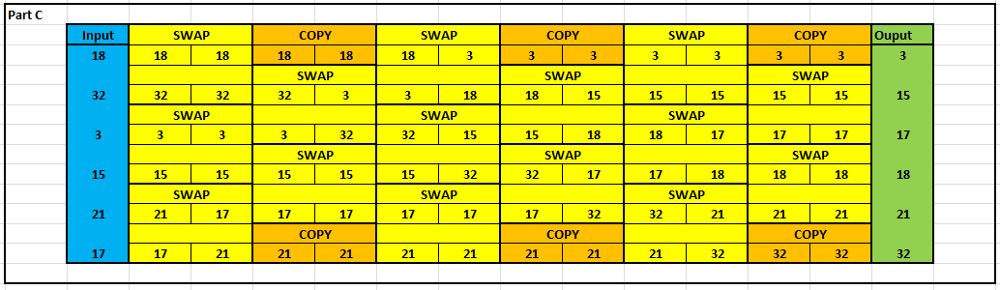 Part C
Input SWAP COPY SWAP COPY SWAP COPY Ouput
18 18 18 18 18 18 3 3 3 3 3 3 3 3
SWAP SWAP SWAP
32 32 32 32 3 3 18 18 15 15 15 15 15 15
SWAP SWAP SWAP
3 3 3 3 32 32 15 15 18 18 17 17 17 17
SWAP SWAP SWAP
15 15 15 15 15 15 32 32 17 17 18 18 18 18
SWAP SWAP SWAP
21 21 17 17 17 17 17 17 32 32 21 21 21 21
COPY COPY COPY
17 17 21 21 21 21 21 21 21 21 32 32 32 32